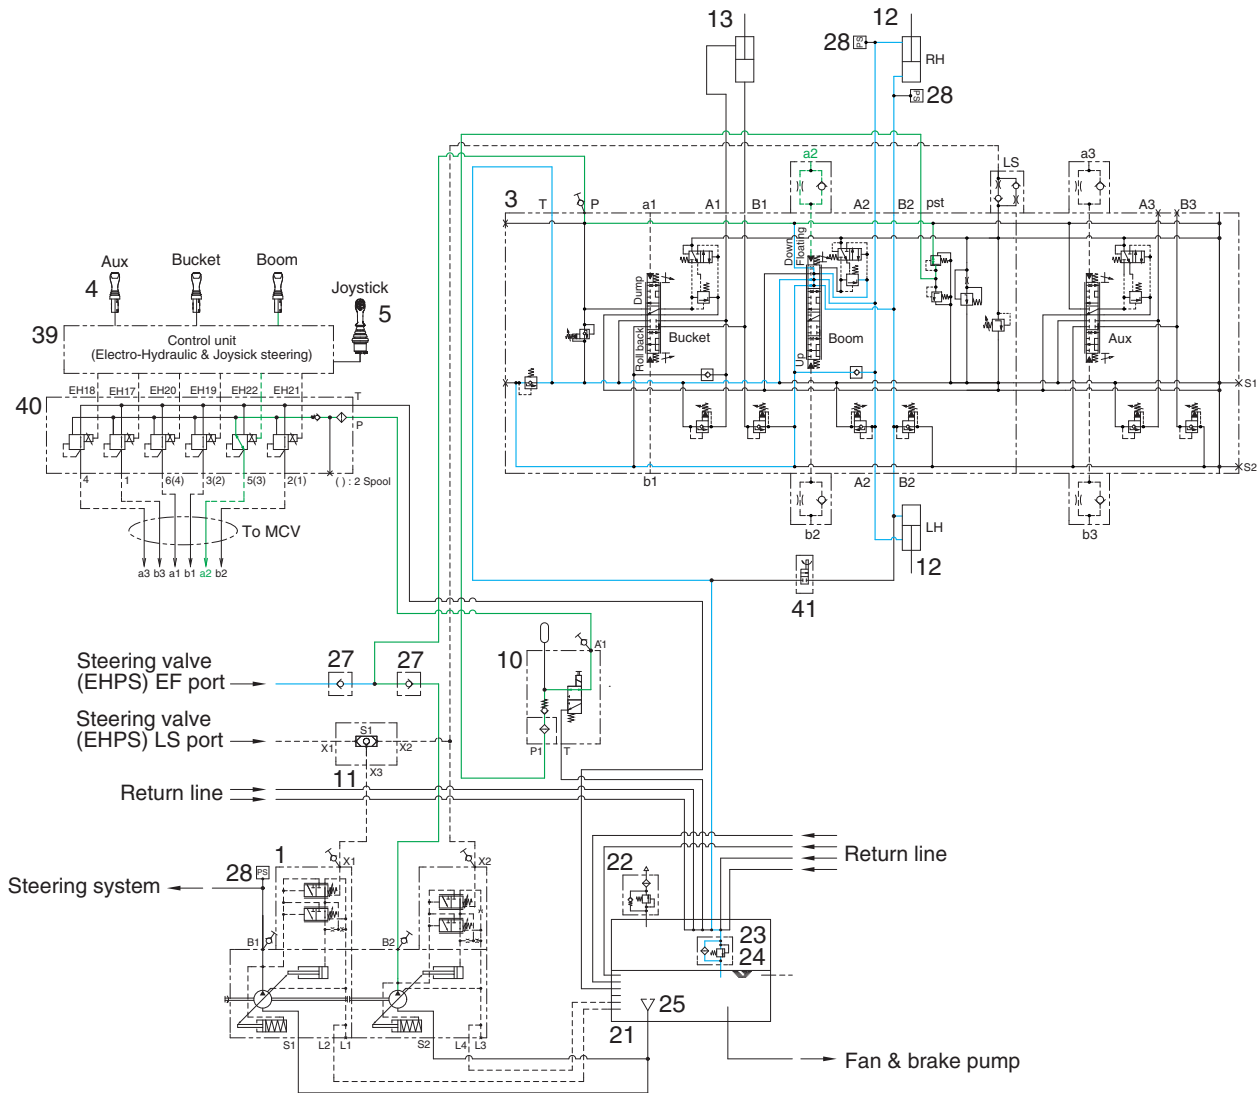 13
12
28
PS
RH
PS
28
a2
LS
a3
3
T
P
a1
A1
B1
A2
B2
pst
A3
B3
Down
Floating
Dump
Roll back
Up
Bucket
Boom
Aux
S1
S2
b1
A2
B2
b2
b3
LH
12
41
Aux
Bucket
Boom
4
Joystick
5
39
Control unit
(Electro-Hydraulic & Joysick steering)
EH18
EH17
EH20
EH19
EH22
EH21
40
T
P
4
1
6(4)
3(2)
5(3)
2(1)
( ) : 2 Spool
To MCV
a3 b3 a1 b1 a2 b2
Steering valve
(EHPS) EF port
27
27
10
A1
P1
T
Steering valve
(EHPS) LS port
S1
X1
X2
X3
11
Return line
Return line
1
28
PS
X1
X2
Steering system
B1
B2
S1
L2
L1
S2
L4
L3
22
23
24
25
21
Fan & brake pump